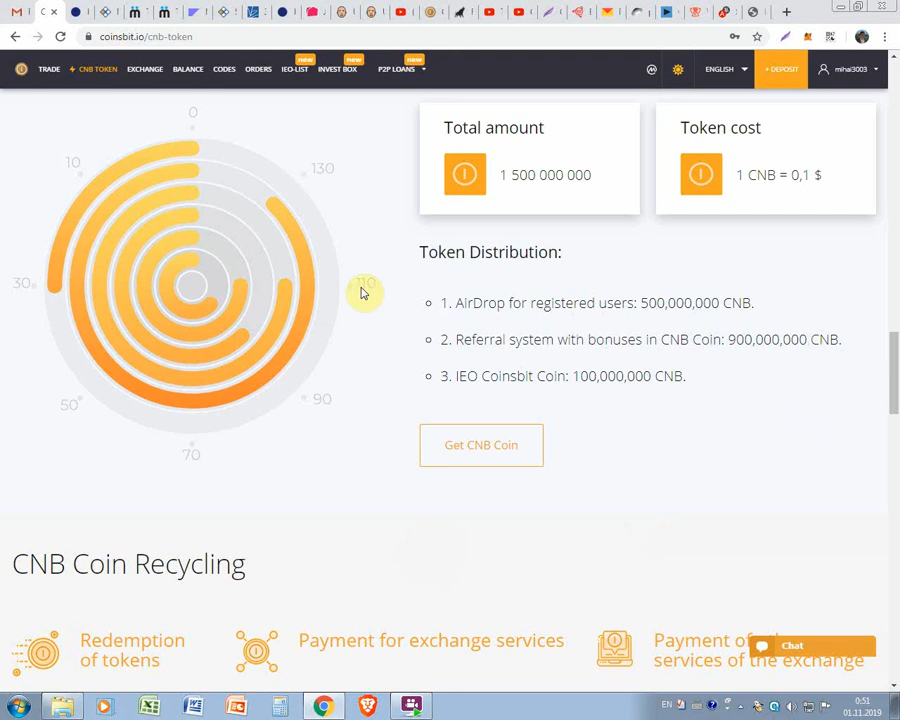 coinsbit.io/cnb-token
new
new
new
TRADE
CNB TOKEN
EXCHANGE
BALANCE
CODES
ORDERS
IEO-LIST
INVEST BOX
P2P LOANS
ENGLISH
+ DEPOSIT
mihai3003
0
10
130
30
110
50
90
70
Total amount
1 500 000 000
Token cost
1 CNB = 0,1 $
Token Distribution:
1. AirDrop for registered users: 500,000,000 CNB.
2. Referral system with bonuses in CNB Coin: 900,000,000 CNB.
3. IEO Coinsbit Coin: 100,000,000 CNB.
Get CNB Coin
CNB Coin Recycling
Redemption
of tokens
Payment for exchange services
Payment of
services of the exchange
Chat
EN
0:51
01.11.2019